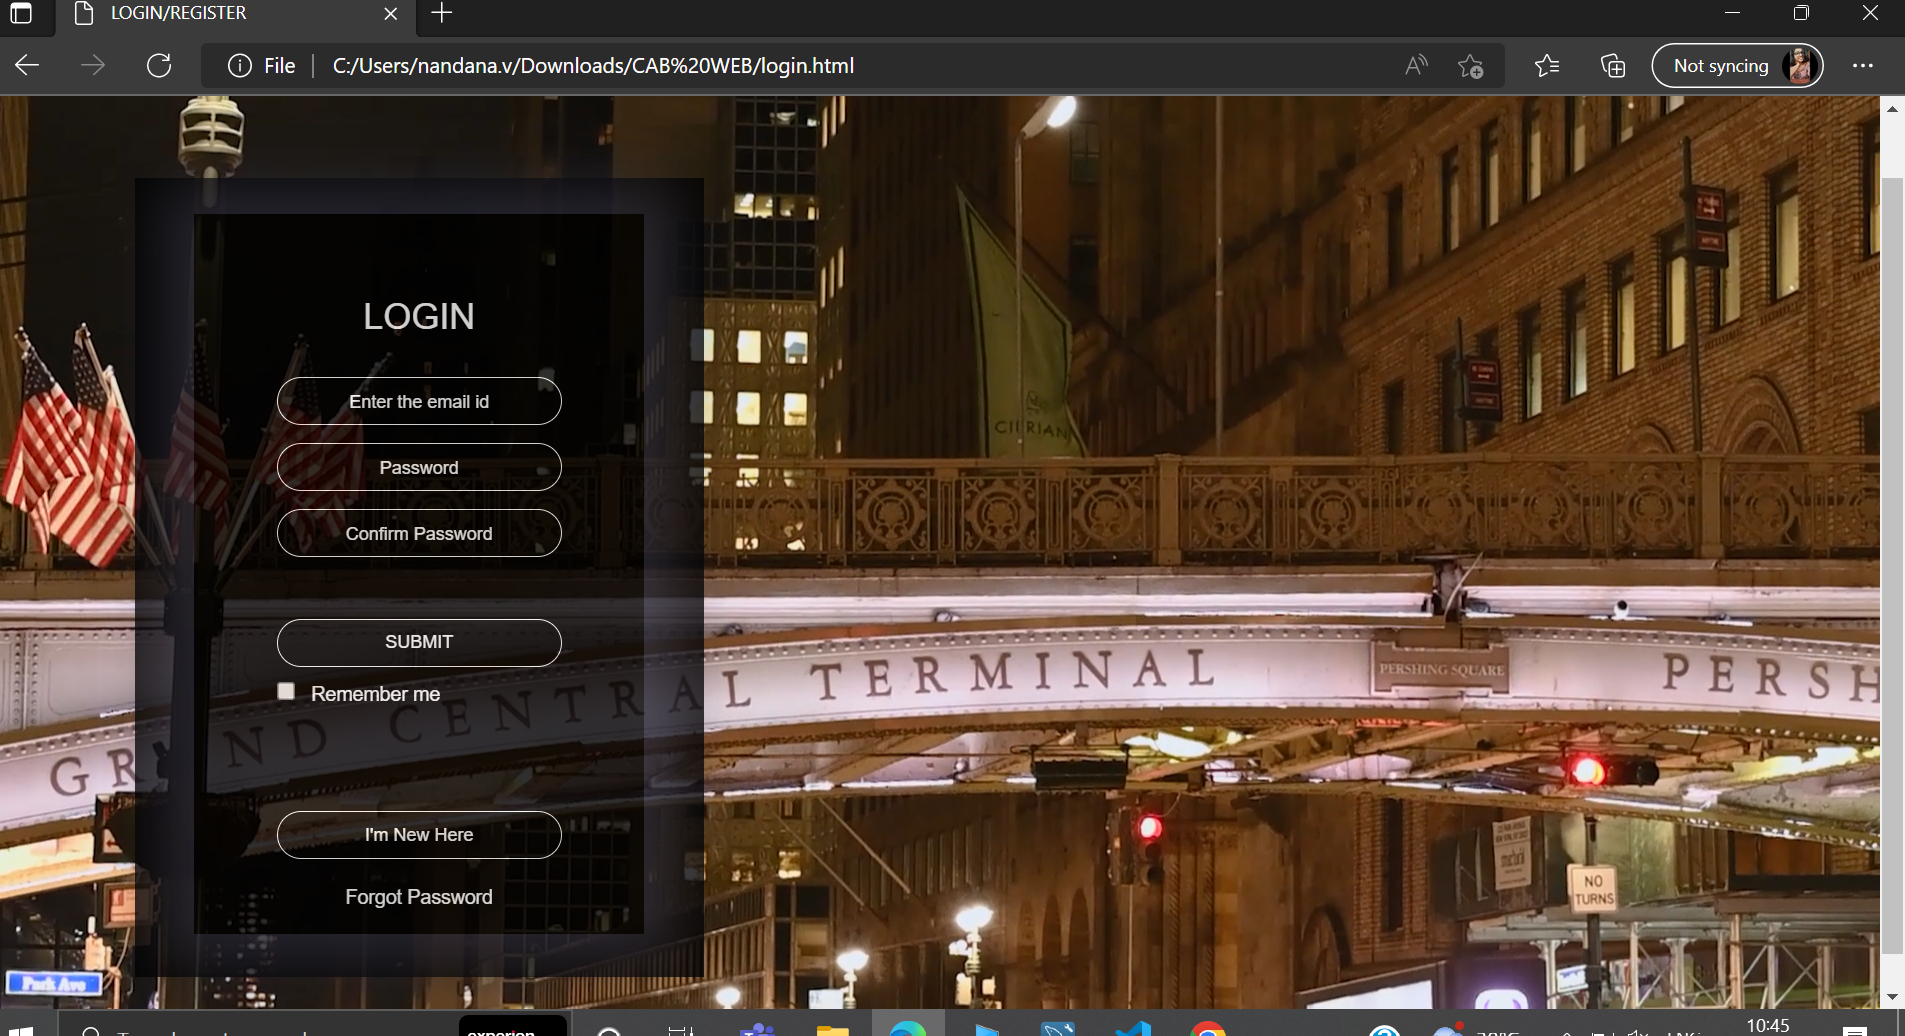 LOGIN/REGISTER
File
C:/Users/nandana.v/Downloads/CAB%20WEB/login.html
Not syncing
LOGIN
Enter the email id
Password
Confirm Password
SUBMIT
Remember me
I'm New Here
Forgot Password
CIPRIANI
GRAND CENTRAL TERMINAL
PERSHING SQUARE
PERSH
NO
TURNS
Park Ave
10:45